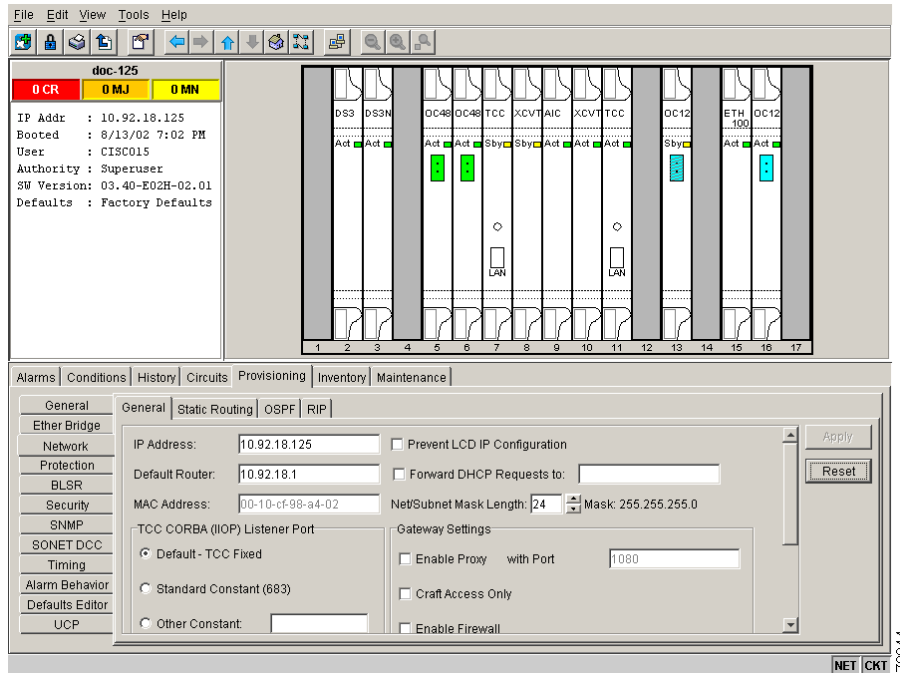 File Edit View Tools Help
doc-125
0 CR 0 MJ 0 MN
IP Addr : 10.92.18.125
Booted : 8/13/02 7:02 PM
User : CISCO15
Authority : Superuser
SW Version: 03.40-E02H-02.01
Defaults : Factory Defaults
DS3 DS3N OC48 OC48 TCC XCVT AIC XCVT TCC OC12 ETH 100 OC12
Act Act Act Act Sby Sby Act Act Act Sby Act Act
LAN LAN
1 2 3 4 5 6 7 8 9 10 11 12 13 14 15 16 17
Alarms Conditions History Circuits Provisioning Inventory Maintenance
General
Ether Bridge
Network
Protection
BLSR
Security
SNMP
SONET DCC
Timing
Alarm Behavior
Defaults Editor
UCP
General Static Routing OSPF RIP
IP Address: 10.92.18.125 Prevent LCD IP Configuration
Default Router: 10.92.18.1 Forward DHCP Requests to:
MAC Address: 00-10-cf-98-a4-02 Net/Subnet Mask Length: 24 Mask: 255.255.255.0
TCC CORBA (IIOP) Listener Port
Default - TCC Fixed
Standard Constant (683)
Other Constant:
Gateway Settings
Enable Proxy with Port 1080
Craft Access Only
Enable Firewall
Apply
Reset
NET CKT